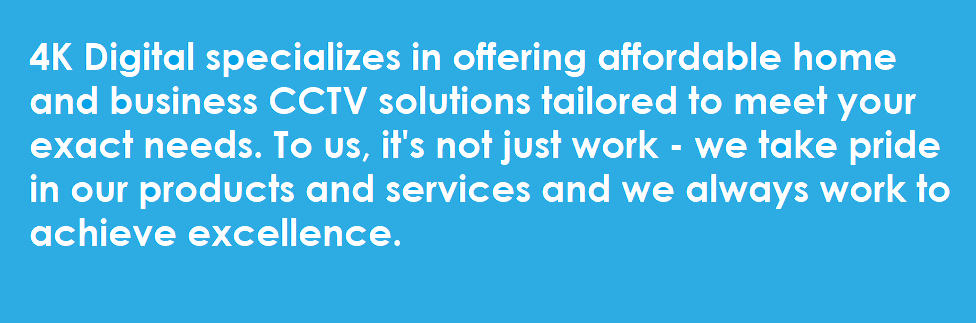 4K Digital specializes in offering affordable home
and business CCTV solutions tailored to meet your
exact needs. To us, it's not just work - we take pride
in our products and services and we always work to
achieve excellence.